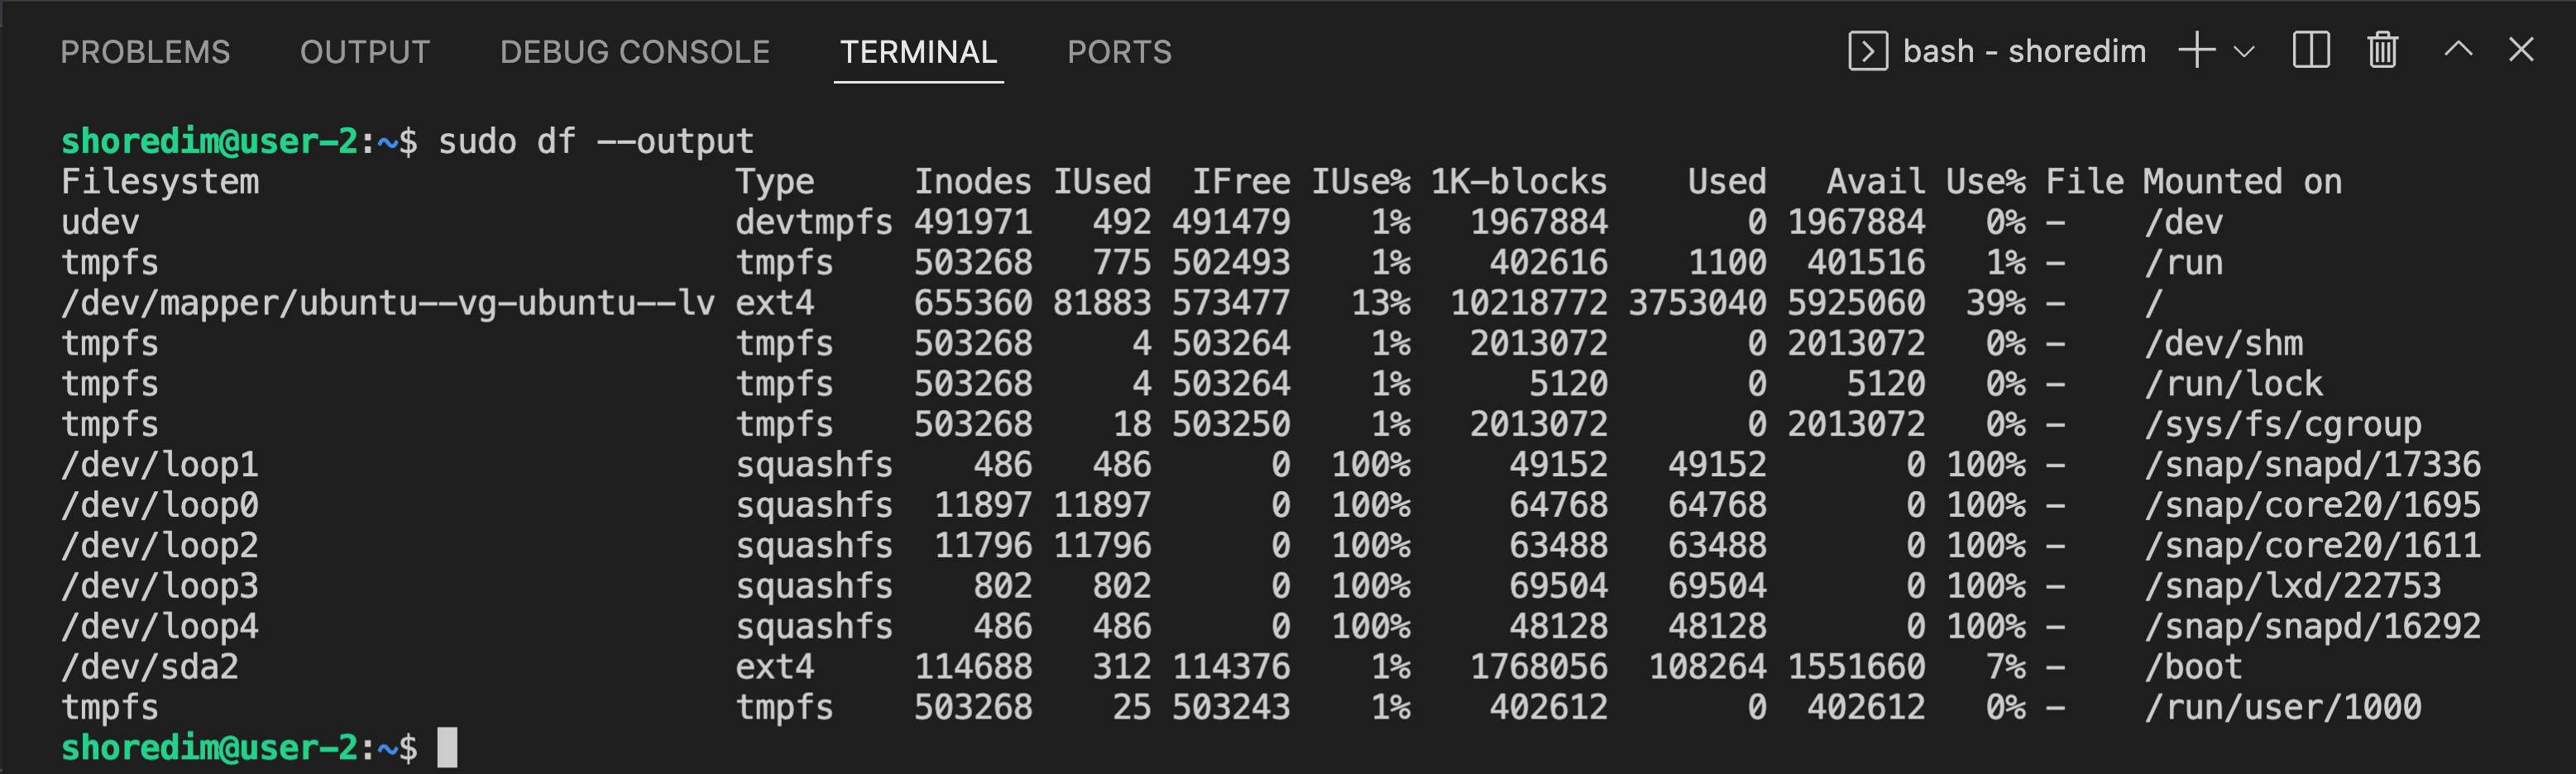 PROBLEMS OUTPUT DEBUG CONSOLE TERMINAL PORTS bash - shoredim
shoredim@user-2:~$ sudo df --output
Filesystem                        Type     Inodes IUsed  IFree IUse% 1K-blocks    Used   Avail Use% File Mounted on
udev                              devtmpfs 491971   492 491479    1%   1967884       0 1967884   0% -    /dev
tmpfs                             tmpfs    503268   775 502493    1%    402616    1100  401516   1% -    /run
/dev/mapper/ubuntu--vg-ubuntu--lv ext4     655360 81883 573477   13%  10218772 3753040 5925060  39% -    /
tmpfs                             tmpfs    503268     4 503264    1%   2013072       0 2013072   0% -    /dev/shm
tmpfs                             tmpfs    503268     4 503264    1%      5120       0    5120   0% -    /run/lock
tmpfs                             tmpfs    503268    18 503250    1%   2013072       0 2013072   0% -    /sys/fs/cgroup
/dev/loop1                        squashfs    486   486      0  100%     49152   49152       0 100% -    /snap/snapd/17336
/dev/loop0                        squashfs  11897 11897      0  100%     64768   64768       0 100% -    /snap/core20/1695
/dev/loop2                        squashfs  11796 11796      0  100%     63488   63488       0 100% -    /snap/core20/1611
/dev/loop3                        squashfs    802   802      0  100%     69504   69504       0 100% -    /snap/lxd/22753
/dev/loop4                        squashfs    486   486      0  100%     48128   48128       0 100% -    /snap/snapd/16292
/dev/sda2                         ext4     114688   312 114376    1%   1768056  108264 1551660   7% -    /boot
tmpfs                             tmpfs    503268    25 503243    1%    402612       0  402612   0% -    /run/user/1000
shoredim@user-2:~$